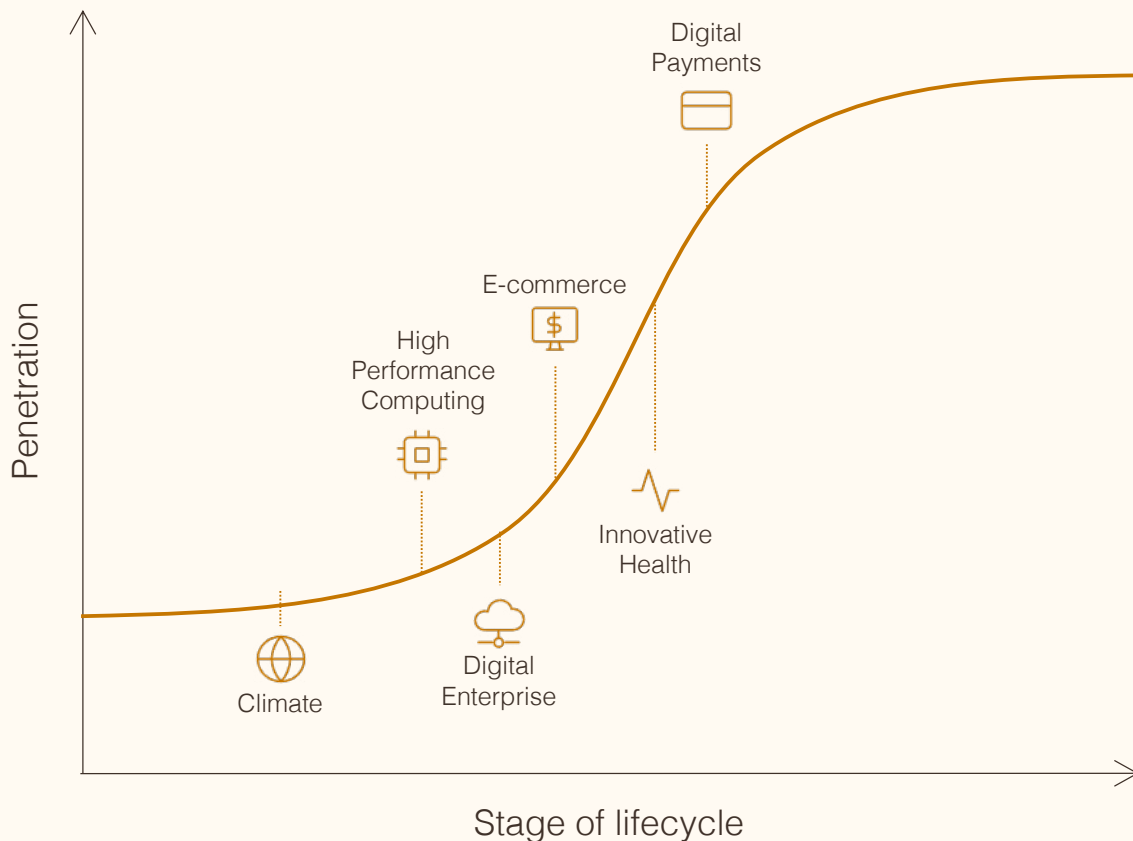 Digital
Payments
E-commerce
$
High
Performance
Computing
Penetration
Innovative
Health
Digital
Enterprise
Climate
Stage of lifecycle